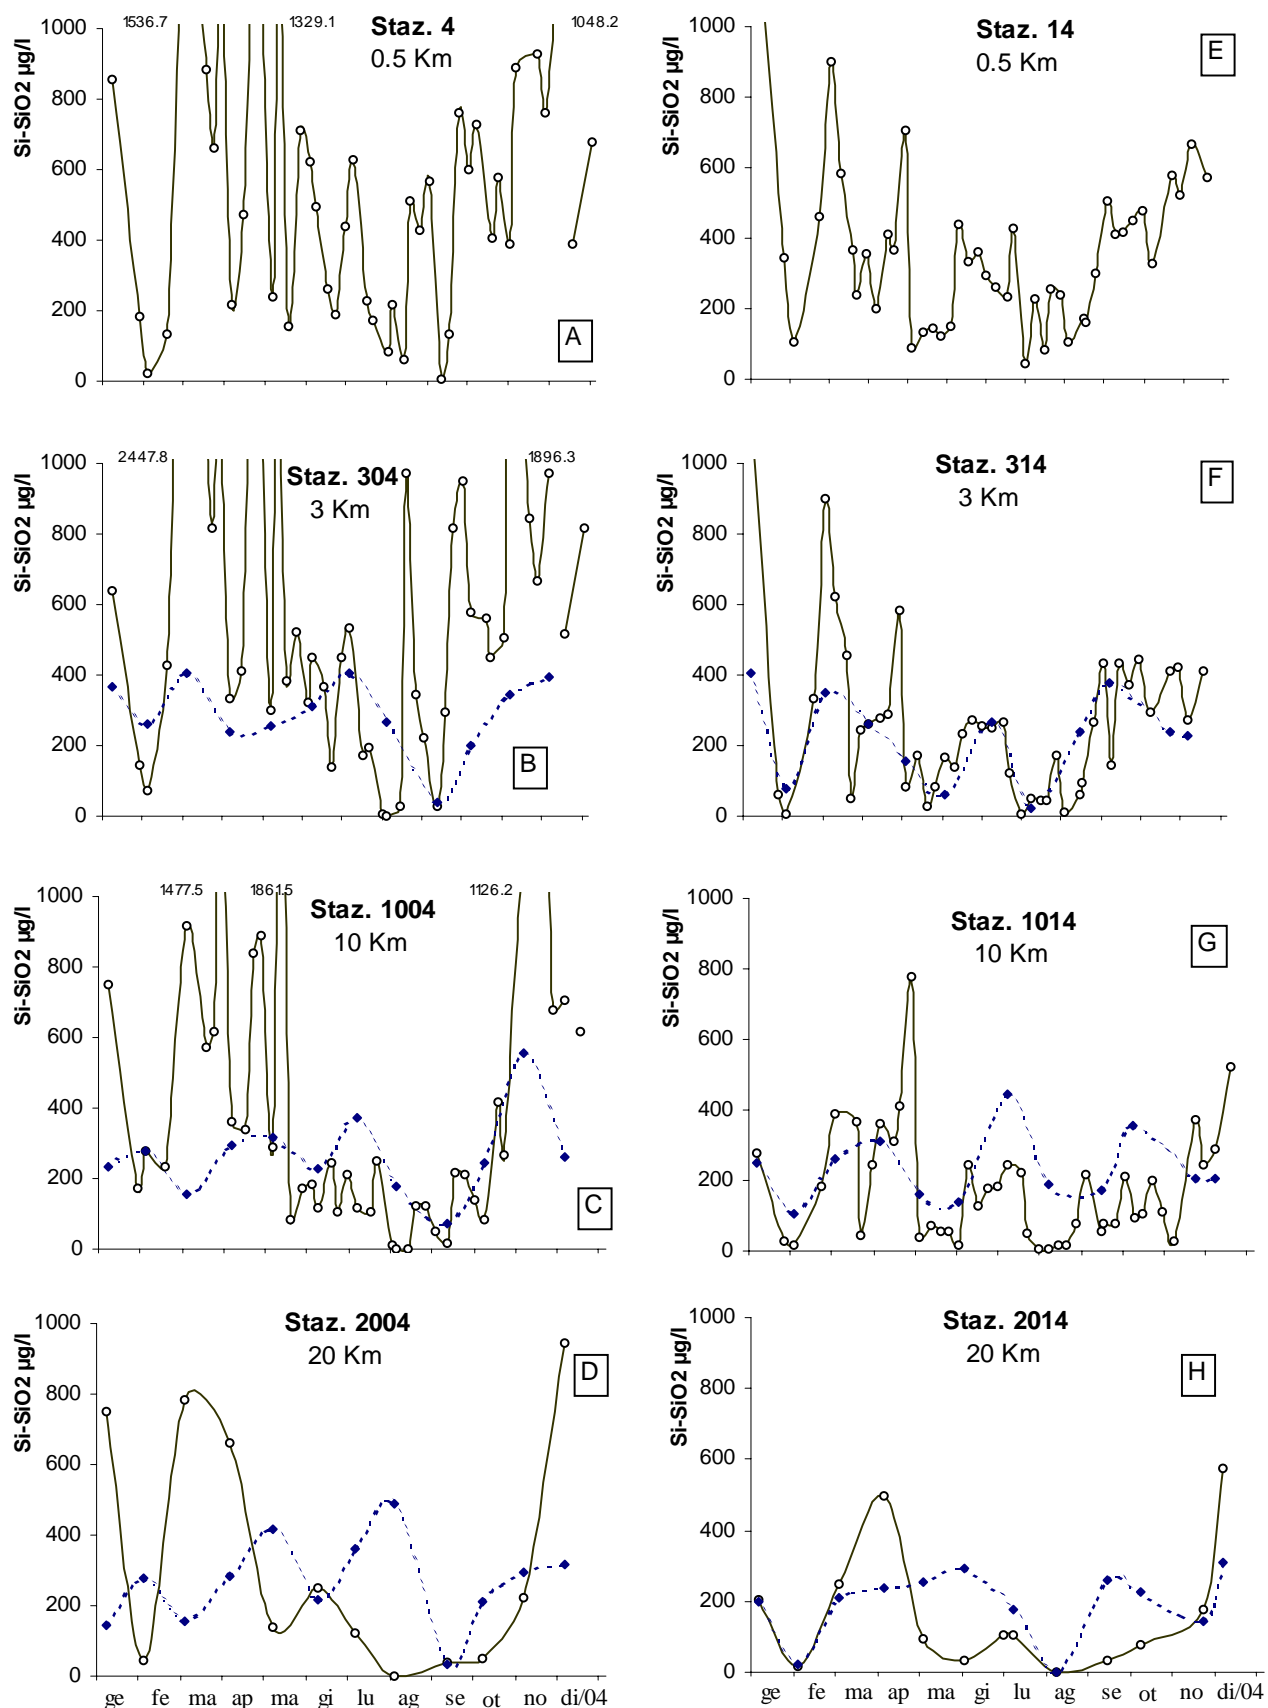 1536.7 1329.1 1048.2
Staz. 4
0.5 Km
Si-SiO2 µg/l
1000
800
600
400
200
0
A
Staz. 14
0.5 Km
E
Si-SiO2 µg/l
1000
800
600
400
200
0
2447.8 1896.3
Staz. 304
3 Km
Si-SiO2 µg/l
1000
800
600
400
200
0
B
Staz. 314
3 Km
F
Si-SiO2 µg/l
1000
800
600
400
200
0
1477.5 1861.5 1126.2
Staz. 1004
10 Km
Si-SiO2 µg/l
1000
800
600
400
200
0
C
Staz. 1014
10 Km
G
Si-SiO2 µg/l
1000
800
600
400
200
0
Staz. 2004
20 Km
D
Si-SiO2 µg/l
1000
800
600
400
200
0
ge fe ma ap ma gi lu ag se ot no di/04
Staz. 2014
20 Km
H
Si-SiO2 µg/l
1000
800
600
400
200
0
ge fe ma ap ma gi lu ag se ot no di/04